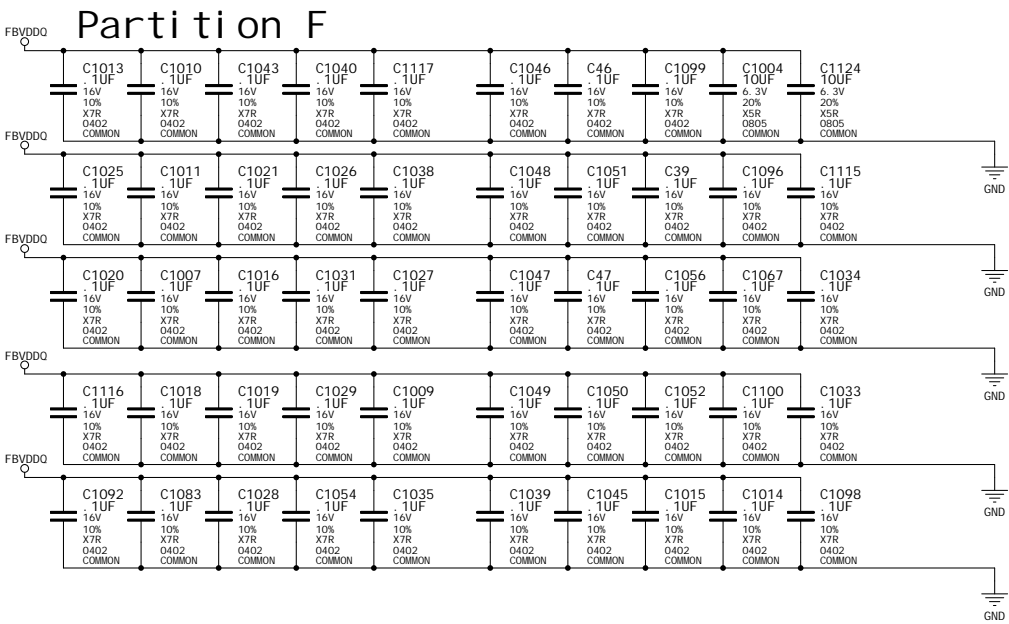 Partition F
FBVDDQ
C1013 C1010 C1043 C1040 C1117 C1046 C46 C1099 C1004 C1124
.1UF .1UF .1UF .1UF .1UF .1UF .1UF .1UF 10UF 10UF
16V 16V 16V 16V 16V 16V 16V 16V 6.3V 6.3V
10% 10% 10% 10% 10% 10% 10% 10% 20% 20%
X7R X7R X7R X7R X7R X7R X7R X7R X5R X5R
0402 0402 0402 0402 0402 0402 0402 0402 0805 0805
COMMON COMMON COMMON COMMON COMMON COMMON COMMON COMMON COMMON COMMON
GND
FBVDDQ
C1025 C1011 C1021 C1026 C1038 C1048 C1051 C39 C1096 C1115
.1UF .1UF .1UF .1UF .1UF .1UF .1UF .1UF .1UF .1UF
16V 16V 16V 16V 16V 16V 16V 16V 16V 16V
10% 10% 10% 10% 10% 10% 10% 10% 10% 10%
X7R X7R X7R X7R X7R X7R X7R X7R X7R X7R
0402 0402 0402 0402 0402 0402 0402 0402 0402 0402
COMMON COMMON COMMON COMMON COMMON COMMON COMMON COMMON COMMON COMMON
GND
FBVDDQ
C1020 C1007 C1016 C1031 C1027 C1047 C47 C1056 C1067 C1034
.1UF .1UF .1UF .1UF .1UF .1UF .1UF .1UF .1UF .1UF
16V 16V 16V 16V 16V 16V 16V 16V 16V 16V
10% 10% 10% 10% 10% 10% 10% 10% 10% 10%
X7R X7R X7R X7R X7R X7R X7R X7R X7R X7R
0402 0402 0402 0402 0402 0402 0402 0402 0402 0402
COMMON COMMON COMMON COMMON COMMON COMMON COMMON COMMON COMMON COMMON
GND
FBVDDQ
C1116 C1018 C1019 C1029 C1009 C1049 C1050 C1052 C1100 C1033
.1UF .1UF .1UF .1UF .1UF .1UF .1UF .1UF .1UF .1UF
16V 16V 16V 16V 16V 16V 16V 16V 16V 16V
10% 10% 10% 10% 10% 10% 10% 10% 10% 10%
X7R X7R X7R X7R X7R X7R X7R X7R X7R X7R
0402 0402 0402 0402 0402 0402 0402 0402 0402 0402
COMMON COMMON COMMON COMMON COMMON COMMON COMMON COMMON COMMON COMMON
GND
FBVDDQ
C1092 C1083 C1028 C1054 C1035 C1039 C1045 C1015 C1014 C1098
.1UF .1UF .1UF .1UF .1UF .1UF .1UF .1UF .1UF .1UF
16V 16V 16V 16V 16V 16V 16V 16V 16V 16V
10% 10% 10% 10% 10% 10% 10% 10% 10% 10%
X7R X7R X7R X7R X7R X7R X7R X7R X7R X7R
0402 0402 0402 0402 0402 0402 0402 0402 0402 0402
COMMON COMMON COMMON COMMON COMMON COMMON COMMON COMMON COMMON COMMON
GND